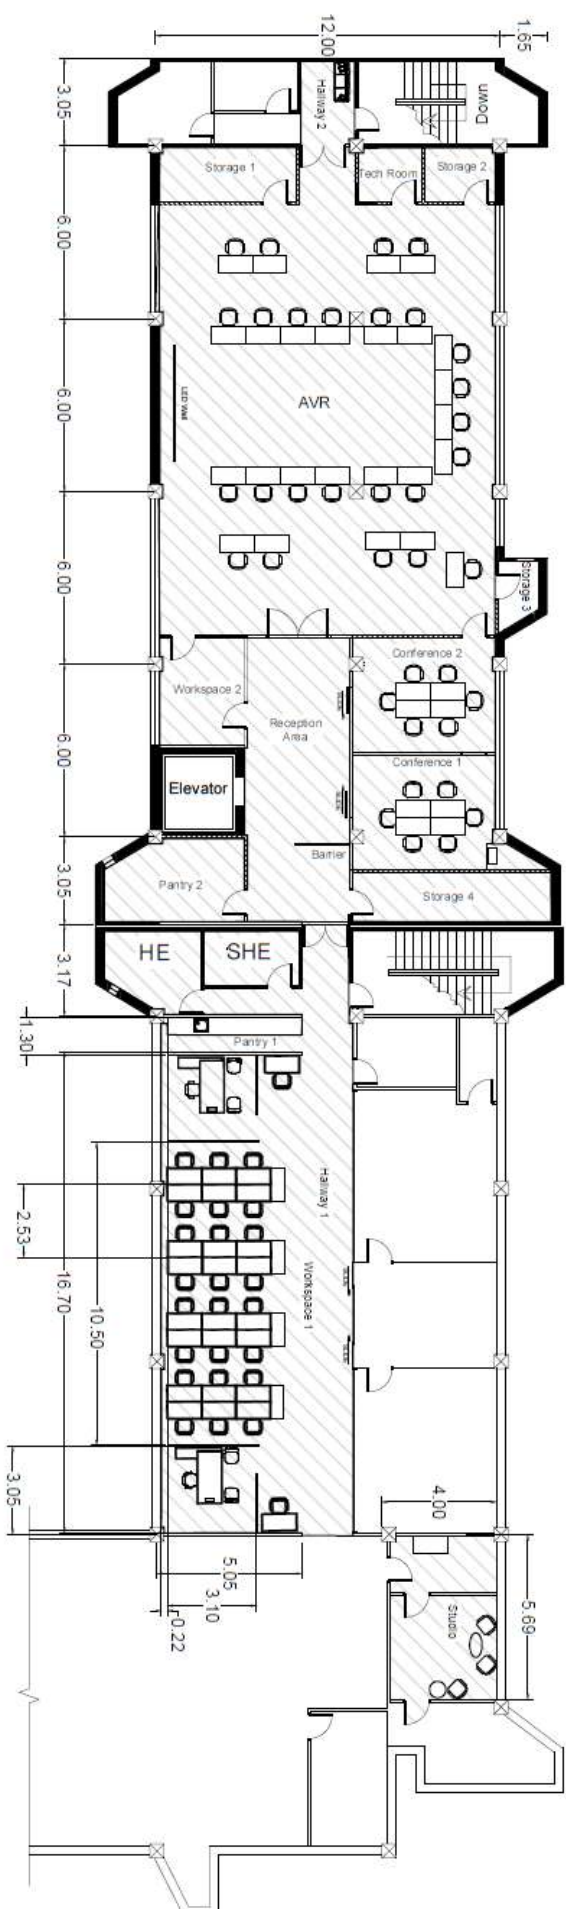 12.00
1.65
3.05
Hallway 2
Down
Storage 1
Tech Room
Storage 2
6.00
6.00
LED Wall
AVR
6.00
Storage 3
Workspace 2
Reception
Area
Conference 2
6.00
Elevator
Conference 1
Barrier
3.05
Pantry 2
Storage 4
HE
SHE
3.17
1.30
Pantry 1
Hallway 1
2.53
16.70
10.50
Workspace 1
3.05
4.00
5.05
3.10
0.22
5.69
Studio